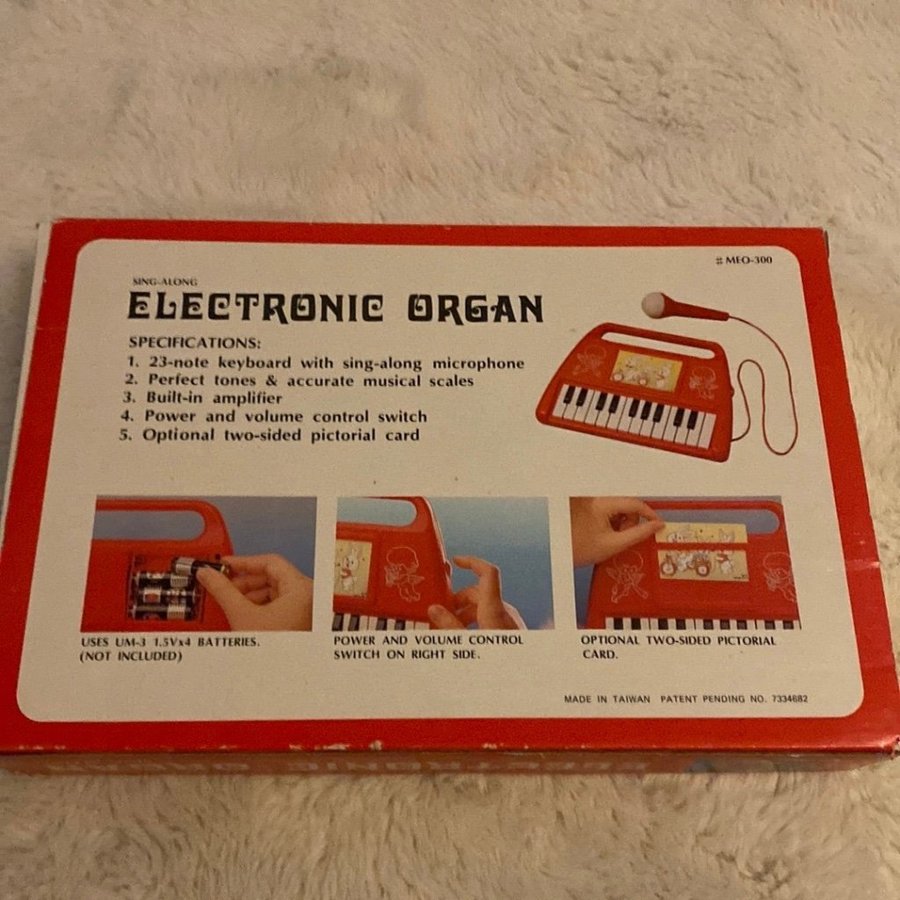 # MEO-300
SING-ALONG
ELECTRONIC ORGAN
SPECIFICATIONS:
1. 23-note keyboard with sing-along microphone
2. Perfect tones & accurate musical scales
3. Built-in amplifier
4. Power and volume control switch
5. Optional two-sided pictorial card
USES UM-3 1.5Vx4 BATTERIES.
(NOT INCLUDED)
POWER AND VOLUME CONTROL
SWITCH ON RIGHT SIDE.
OPTIONAL TWO-SIDED PICTORIAL
CARD.
MADE IN TAIWAN PATENT PENDING NO. 7334682
ELECTRONIC ORGAN